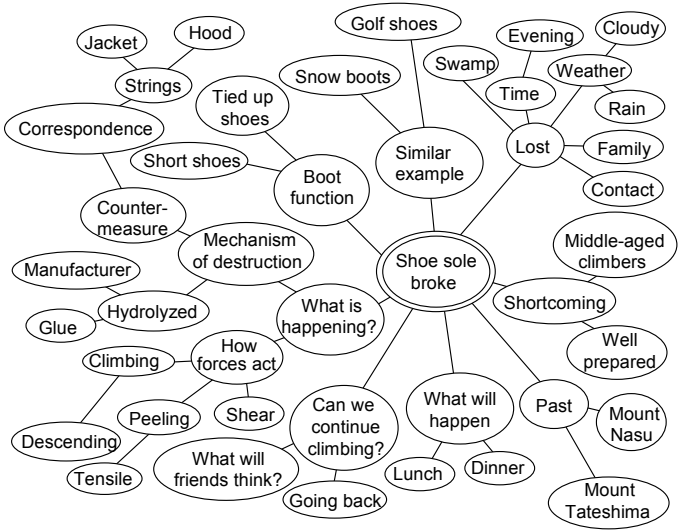 Golf shoes
Hood
Jacket
Evening
Cloudy
Swamp
Weather
Snow boots
Strings
Time
Tied up
shoes
Rain
Correspondence
Similar
example
Lost
Family
Short shoes
Boot
function
Contact
Counter-
measure
Mechanism
of destruction
Middle-aged
climbers
Shoe sole
broke
Manufacturer
Shortcoming
Hydrolyzed
What is
happening?
Glue
How
forces act
Well
prepared
Climbing
What will
happen
Past
Can we
continue
climbing?
Peeling
Shear
Mount
Nasu
Descending
What will
friends think?
Lunch
Dinner
Tensile
Going back
Mount
Tateshima